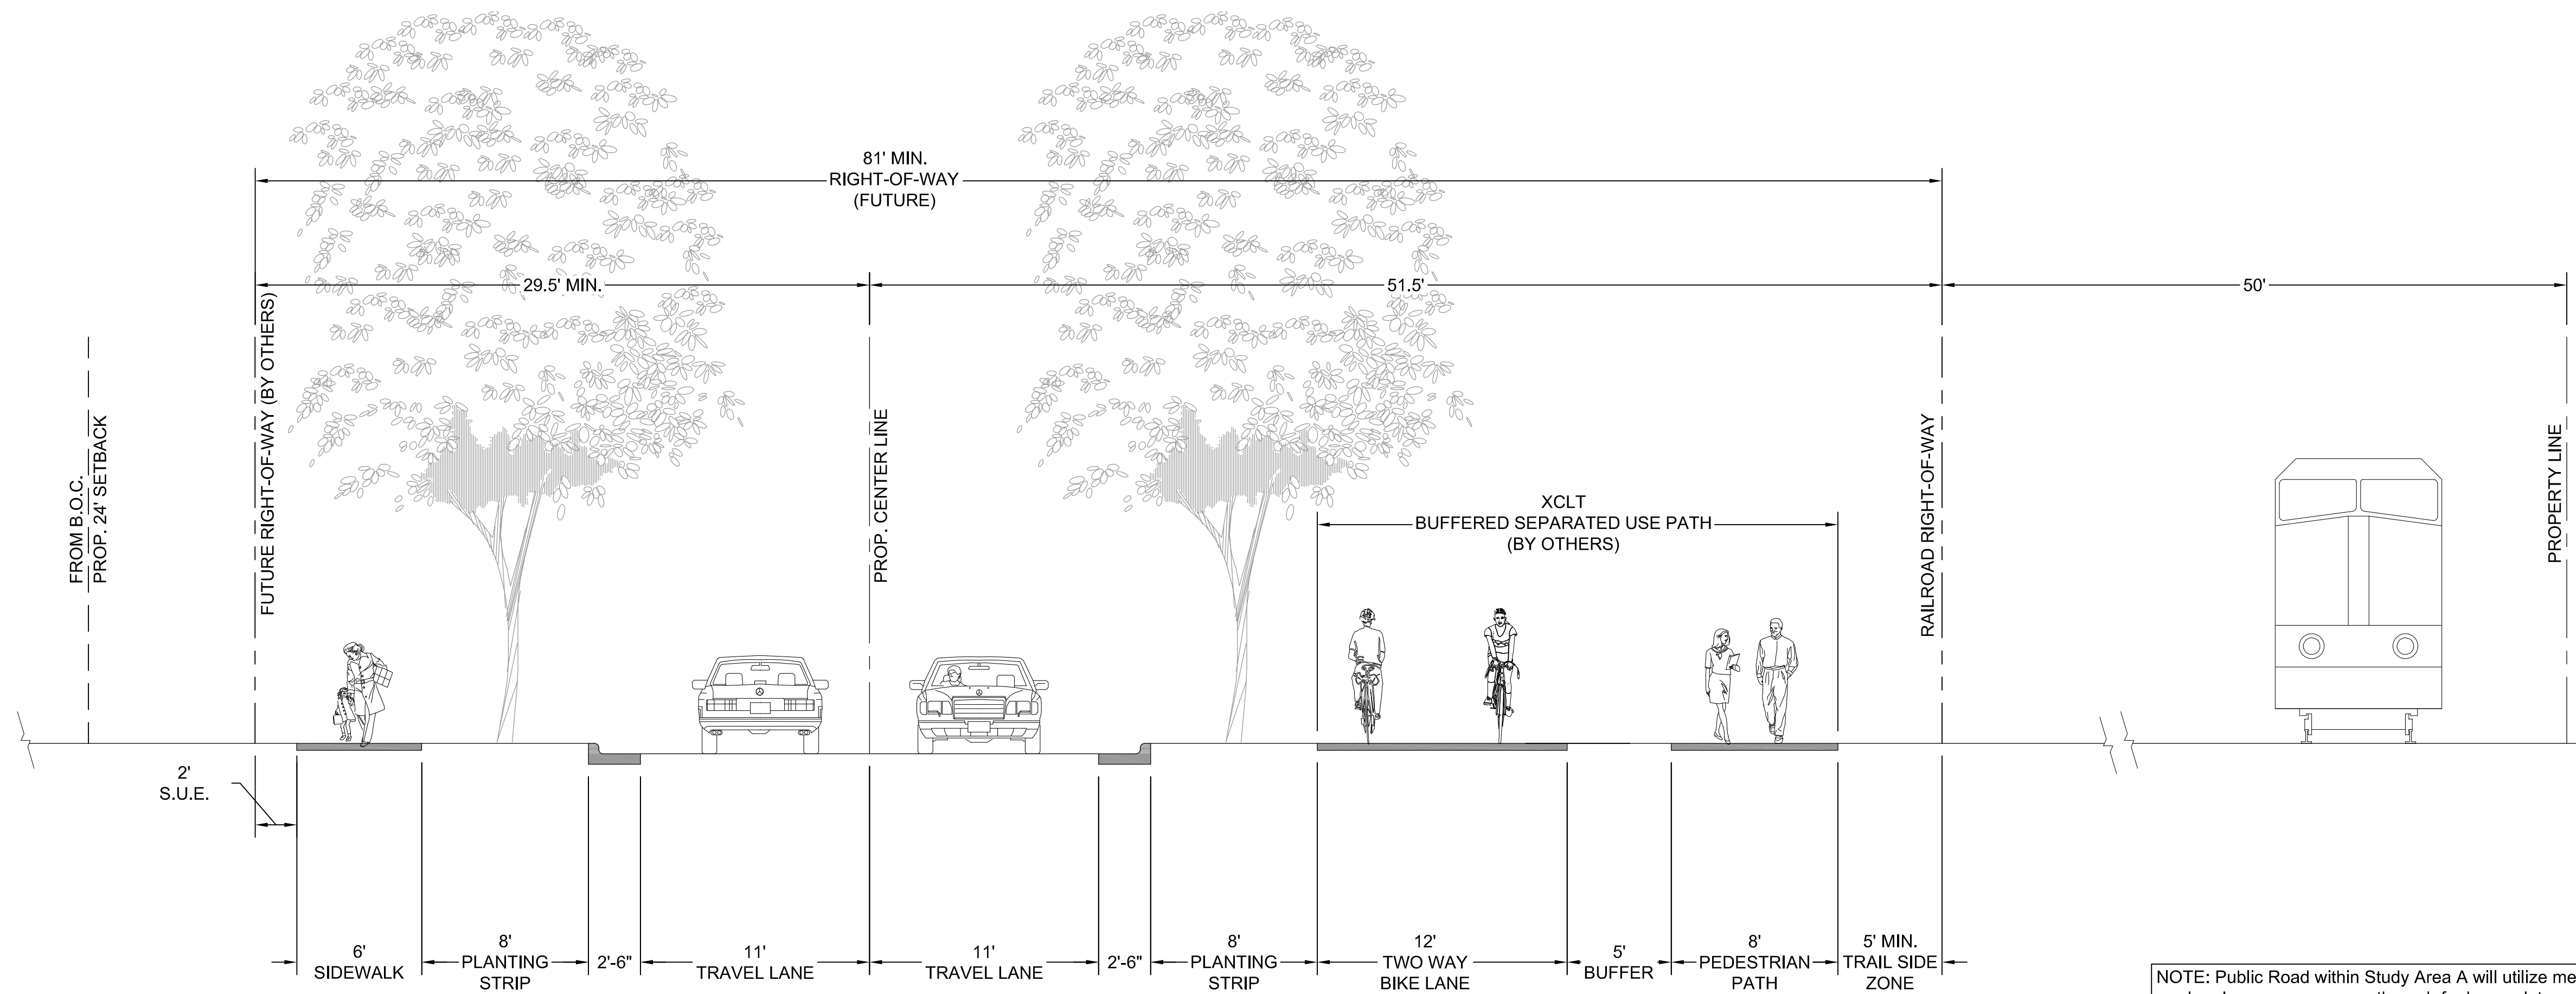 81' MIN.
RIGHT-OF-WAY
(FUTURE)
29.5' MIN.
51.5'
50'
FROM B.O.C.
PROP. 24' SETBACK
FUTURE RIGHT-OF-WAY (BY OTHERS)
PROP. CENTER LINE
XCLT
BUFFERED SEPARATED USE PATH
(BY OTHERS)
RAILROAD RIGHT-OF-WAY
PROPERTY LINE
2'
S.U.E.
6'
SIDEWALK
8'
PLANTING
STRIP
2'-6"
11'
TRAVEL LANE
11'
TRAVEL LANE
2'-6"
8'
PLANTING
STRIP
12'
TWO WAY
BIKE LANE
5'
BUFFER
8'
PEDESTRIAN
PATH
5' MIN.
TRAIL SIDE
ZONE
NOTE: Public Road within Study Area A will utilize